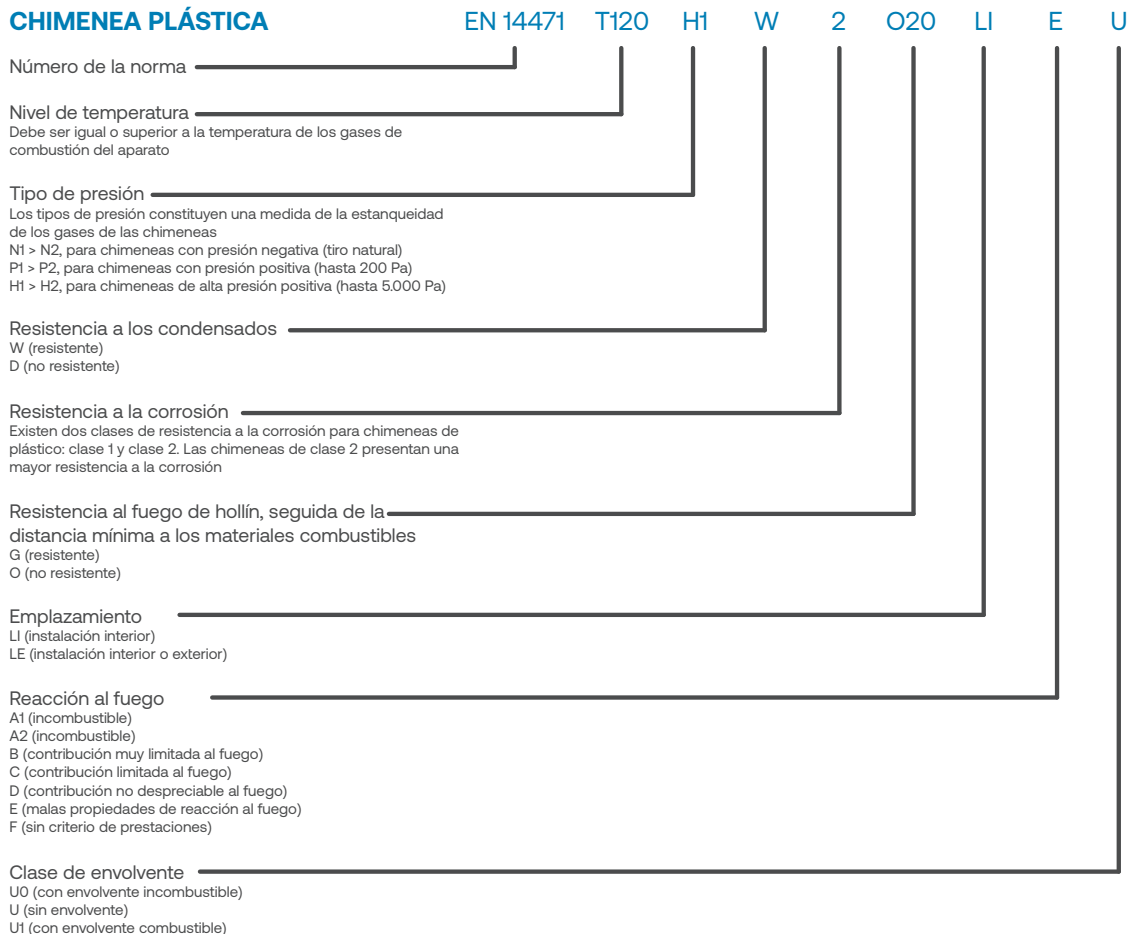 CHIMENEA PLÁSTICA EN 14471 T120 H1 W 2 O20 LI E U
Número de la norma
Nivel de temperatura
Debe ser igual o superior a la temperatura de los gases de
combustión del aparato
Tipo de presión
Los tipos de presión constituyen una medida de la estanqueidad
de los gases de las chimeneas
N1 > N2, para chimeneas con presión negativa (tiro natural)
P1 > P2, para chimeneas con presión positiva (hasta 200 Pa)
H1 > H2, para chimeneas de alta presión positiva (hasta 5.000 Pa)
Resistencia a los condensados
W (resistente)
D (no resistente)
Resistencia a la corrosión
Existen dos clases de resistencia a la corrosión para chimeneas de
plástico: clase 1 y clase 2. Las chimeneas de clase 2 presentan una
mayor resistencia a la corrosión
Resistencia al fuego de hollín, seguida de la
distancia mínima a los materiales combustibles
G (resistente)
O (no resistente)
Emplazamiento
LI (instalación interior)
LE (instalación interior o exterior)
Reacción al fuego
A1 (incombustible)
A2 (incombustible)
B (contribución muy limitada al fuego)
C (contribución limitada al fuego)
D (contribución no despreciable al fuego)
E (malas propiedades de reacción al fuego)
F (sin criterio de prestaciones)
Clase de envolvente
U0 (con envolvente incombustible)
U (sin envolvente)
U1 (con envolvente combustible)